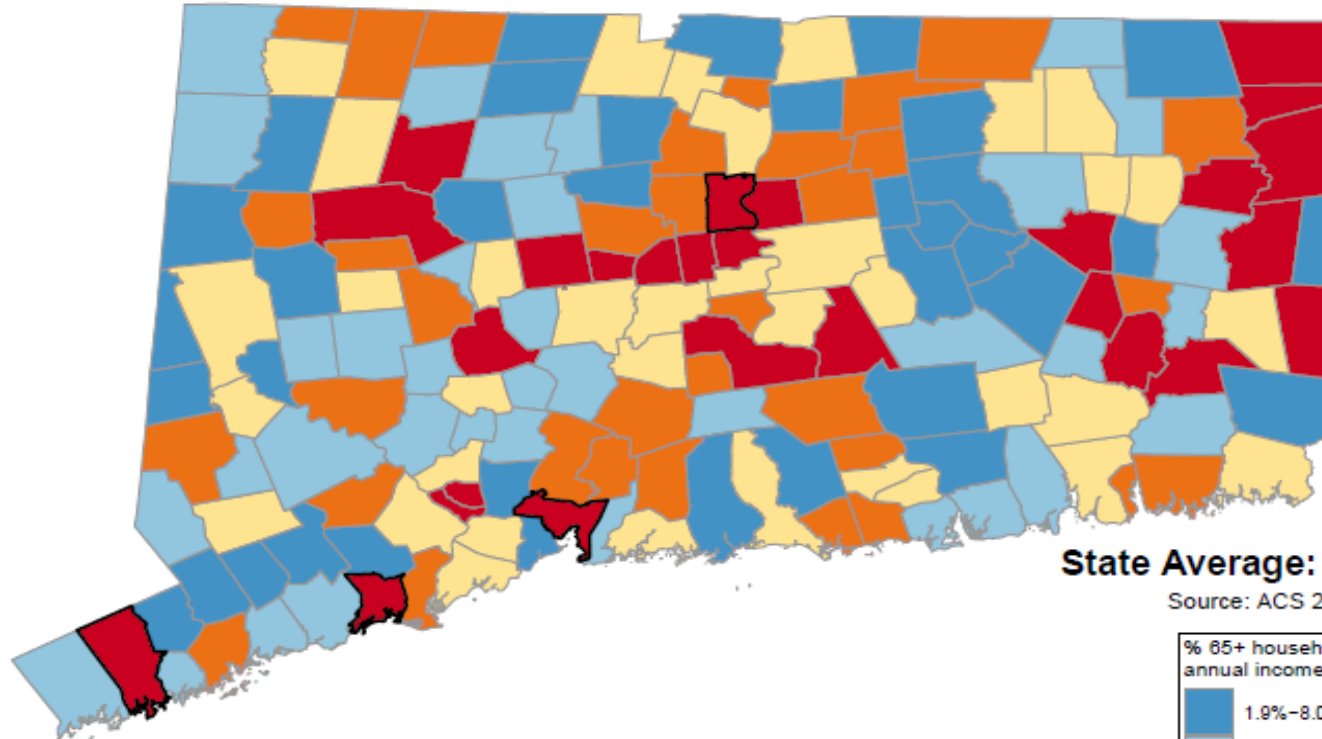 State Average:
Source: ACS 2
% 65+ househ
annual income
1.9%−8.0